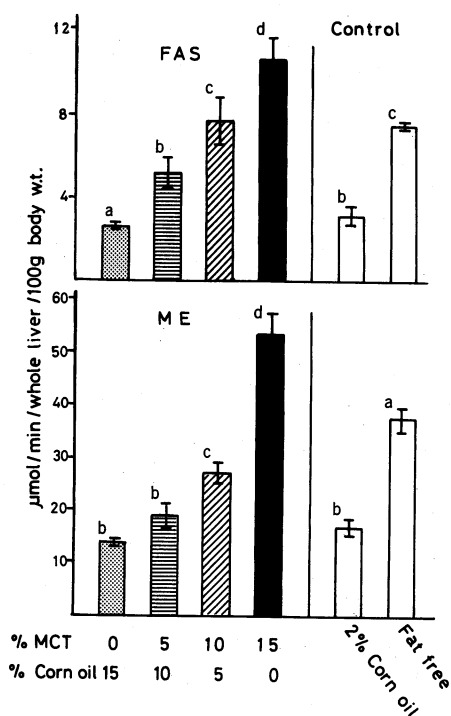 12
8
4
FAS
Control
a
b
c
d
b
c
μmol/min/whole liver/100g body w.t.
60
50
40
30
20
10
ME
b
b
c
d
b
a
% MCT 0 5 10 15
% Corn oil 15 10 5 0
2% Corn oil
Fat free